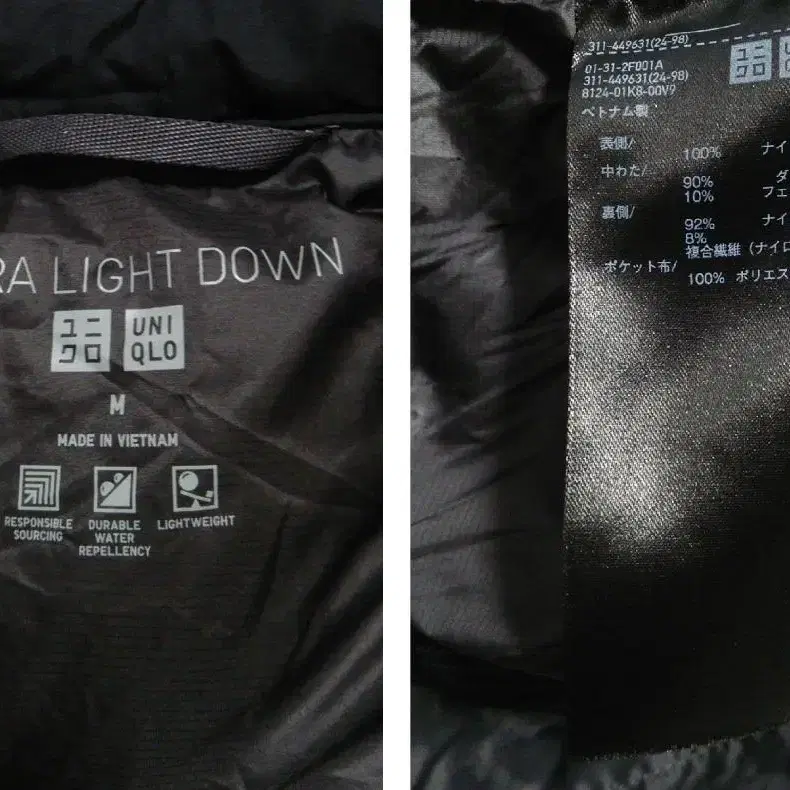 RA LIGHT DOWN
ユニ
クロ
UNI
QLO
M
MADE IN VIETNAM
RESPONSIBLE
SOURCING
DURABLE
WATER
REPELLENCY
LIGHTWEIGHT
311-449631(24-98)
01-31-2F001A
311-449631(24-98)
8124-01K8-00V9
ベトナム製
ユニ
クロ
表側/
100% ナイ
中わた/
90% ダ
10% フェ
裏側/
92% ナイ
8%
複合繊維（ナイロ
ポケット布/
100% ポリエス